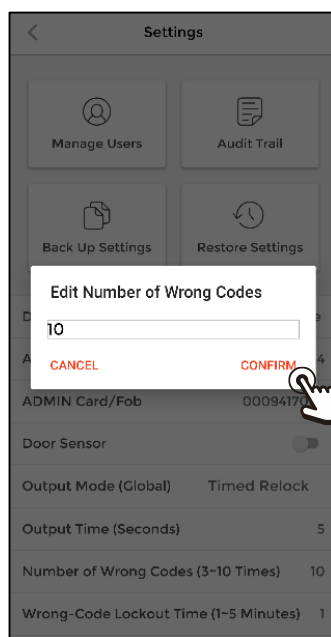 Settings
Manage Users Audit Trail
Back Up Settings Restore Settings
Edit Number of Wrong Codes
10
CANCEL CONFIRM
ADMIN Card/Fob 00094170
Door Sensor
Output Mode (Global) Timed Relock
Output Time (Seconds) 5
Number of Wrong Codes (3~10 Times) 10
Wrong-Code Lockout Time (1~5 Minutes) 1